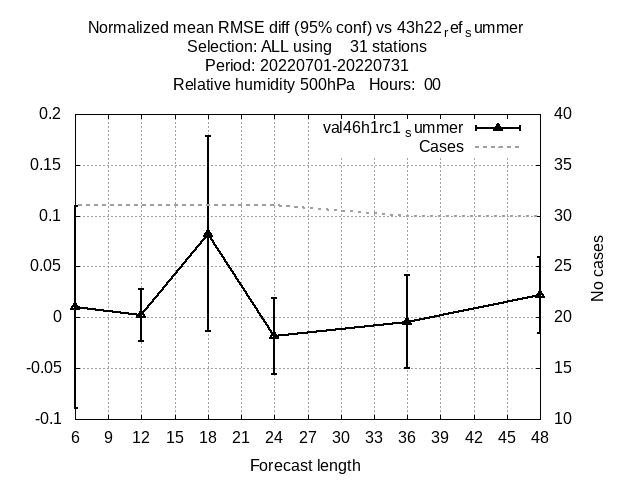 Normalized mean RMSE diff (95% conf) vs 43h22refsummer
Selection: ALL using 31 stations
Period: 20220701-20220731
Relative humidity 500hPa Hours: 00
val46h1rc1summer
Cases
0.2
0.15
0.1
0.05
0
-0.05
-0.1
40
35
30
25
20
15
10
No cases
6 9 12 15 18 21 24 27 30 33 36 39 42 45 48
Forecast length